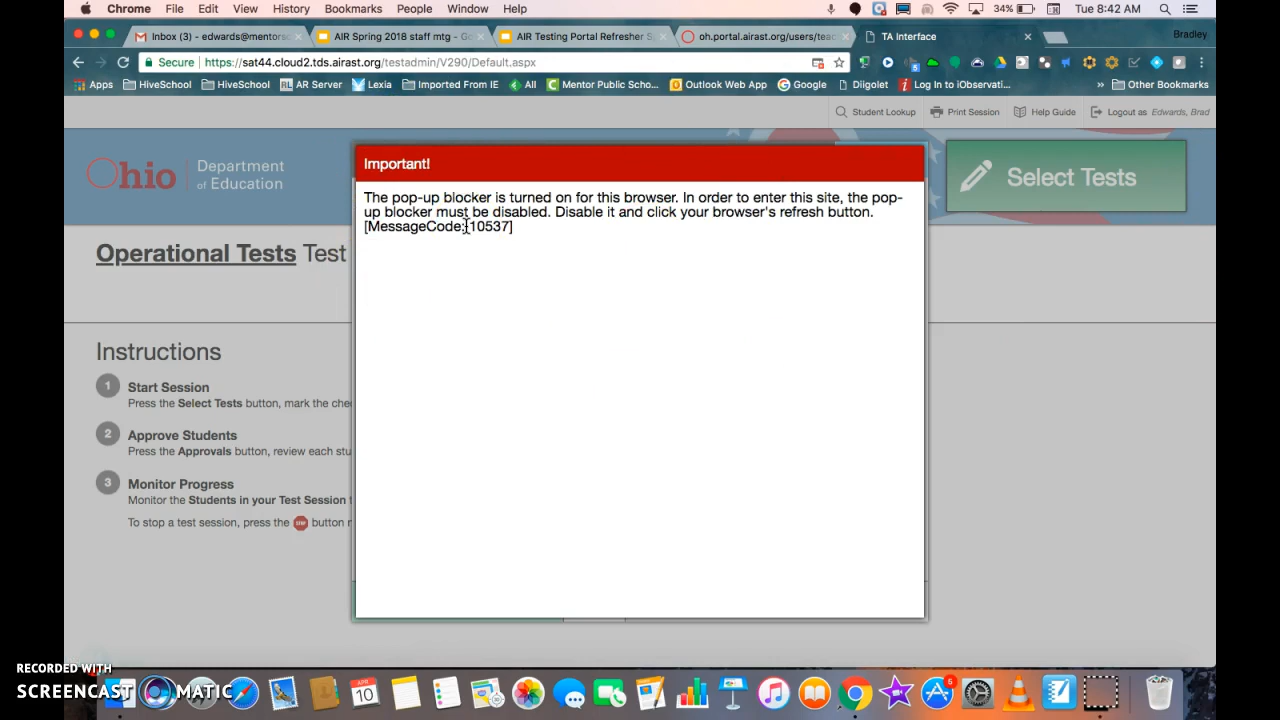 Chrome File Edit View History Bookmarks People Window Help 34% Tue 8:42 AM
Inbox (3) - edwards@mentorsc AIR Spring 2018 staff mtg - Go AIR Testing Portal Refresher S oh.portal.airast.org/users/teac TA Interface Bradley
Secure https://sat44.cloud2.tds.airast.org/testadmin/V290/Default.aspx
Apps HiveSchool HiveSchool RL AR Server Lexia Imported From IE All Mentor Public Scho... Outlook Web App Google Diigolet Log In to iObservati... » Other Bookmarks
Student Lookup Print Session Help Guide Logout as Edwards, Brad
Important!
Ohio Department of Education
Select Tests
The pop-up blocker is turned on for this browser. In order to enter this site, the pop-
up blocker must be disabled. Disable it and click your browser's refresh button.
[MessageCode: 10537]
Operational Tests Test
Instructions
1 Start Session
Press the Select Tests button, mark the che
2 Approve Students
Press the Approvals button, review each stu
3 Monitor Progress
Monitor the Students in your Test Session
To stop a test session, press the STOP button
RECORDED WITH
SCREENCAST MATIC
APR
10
6